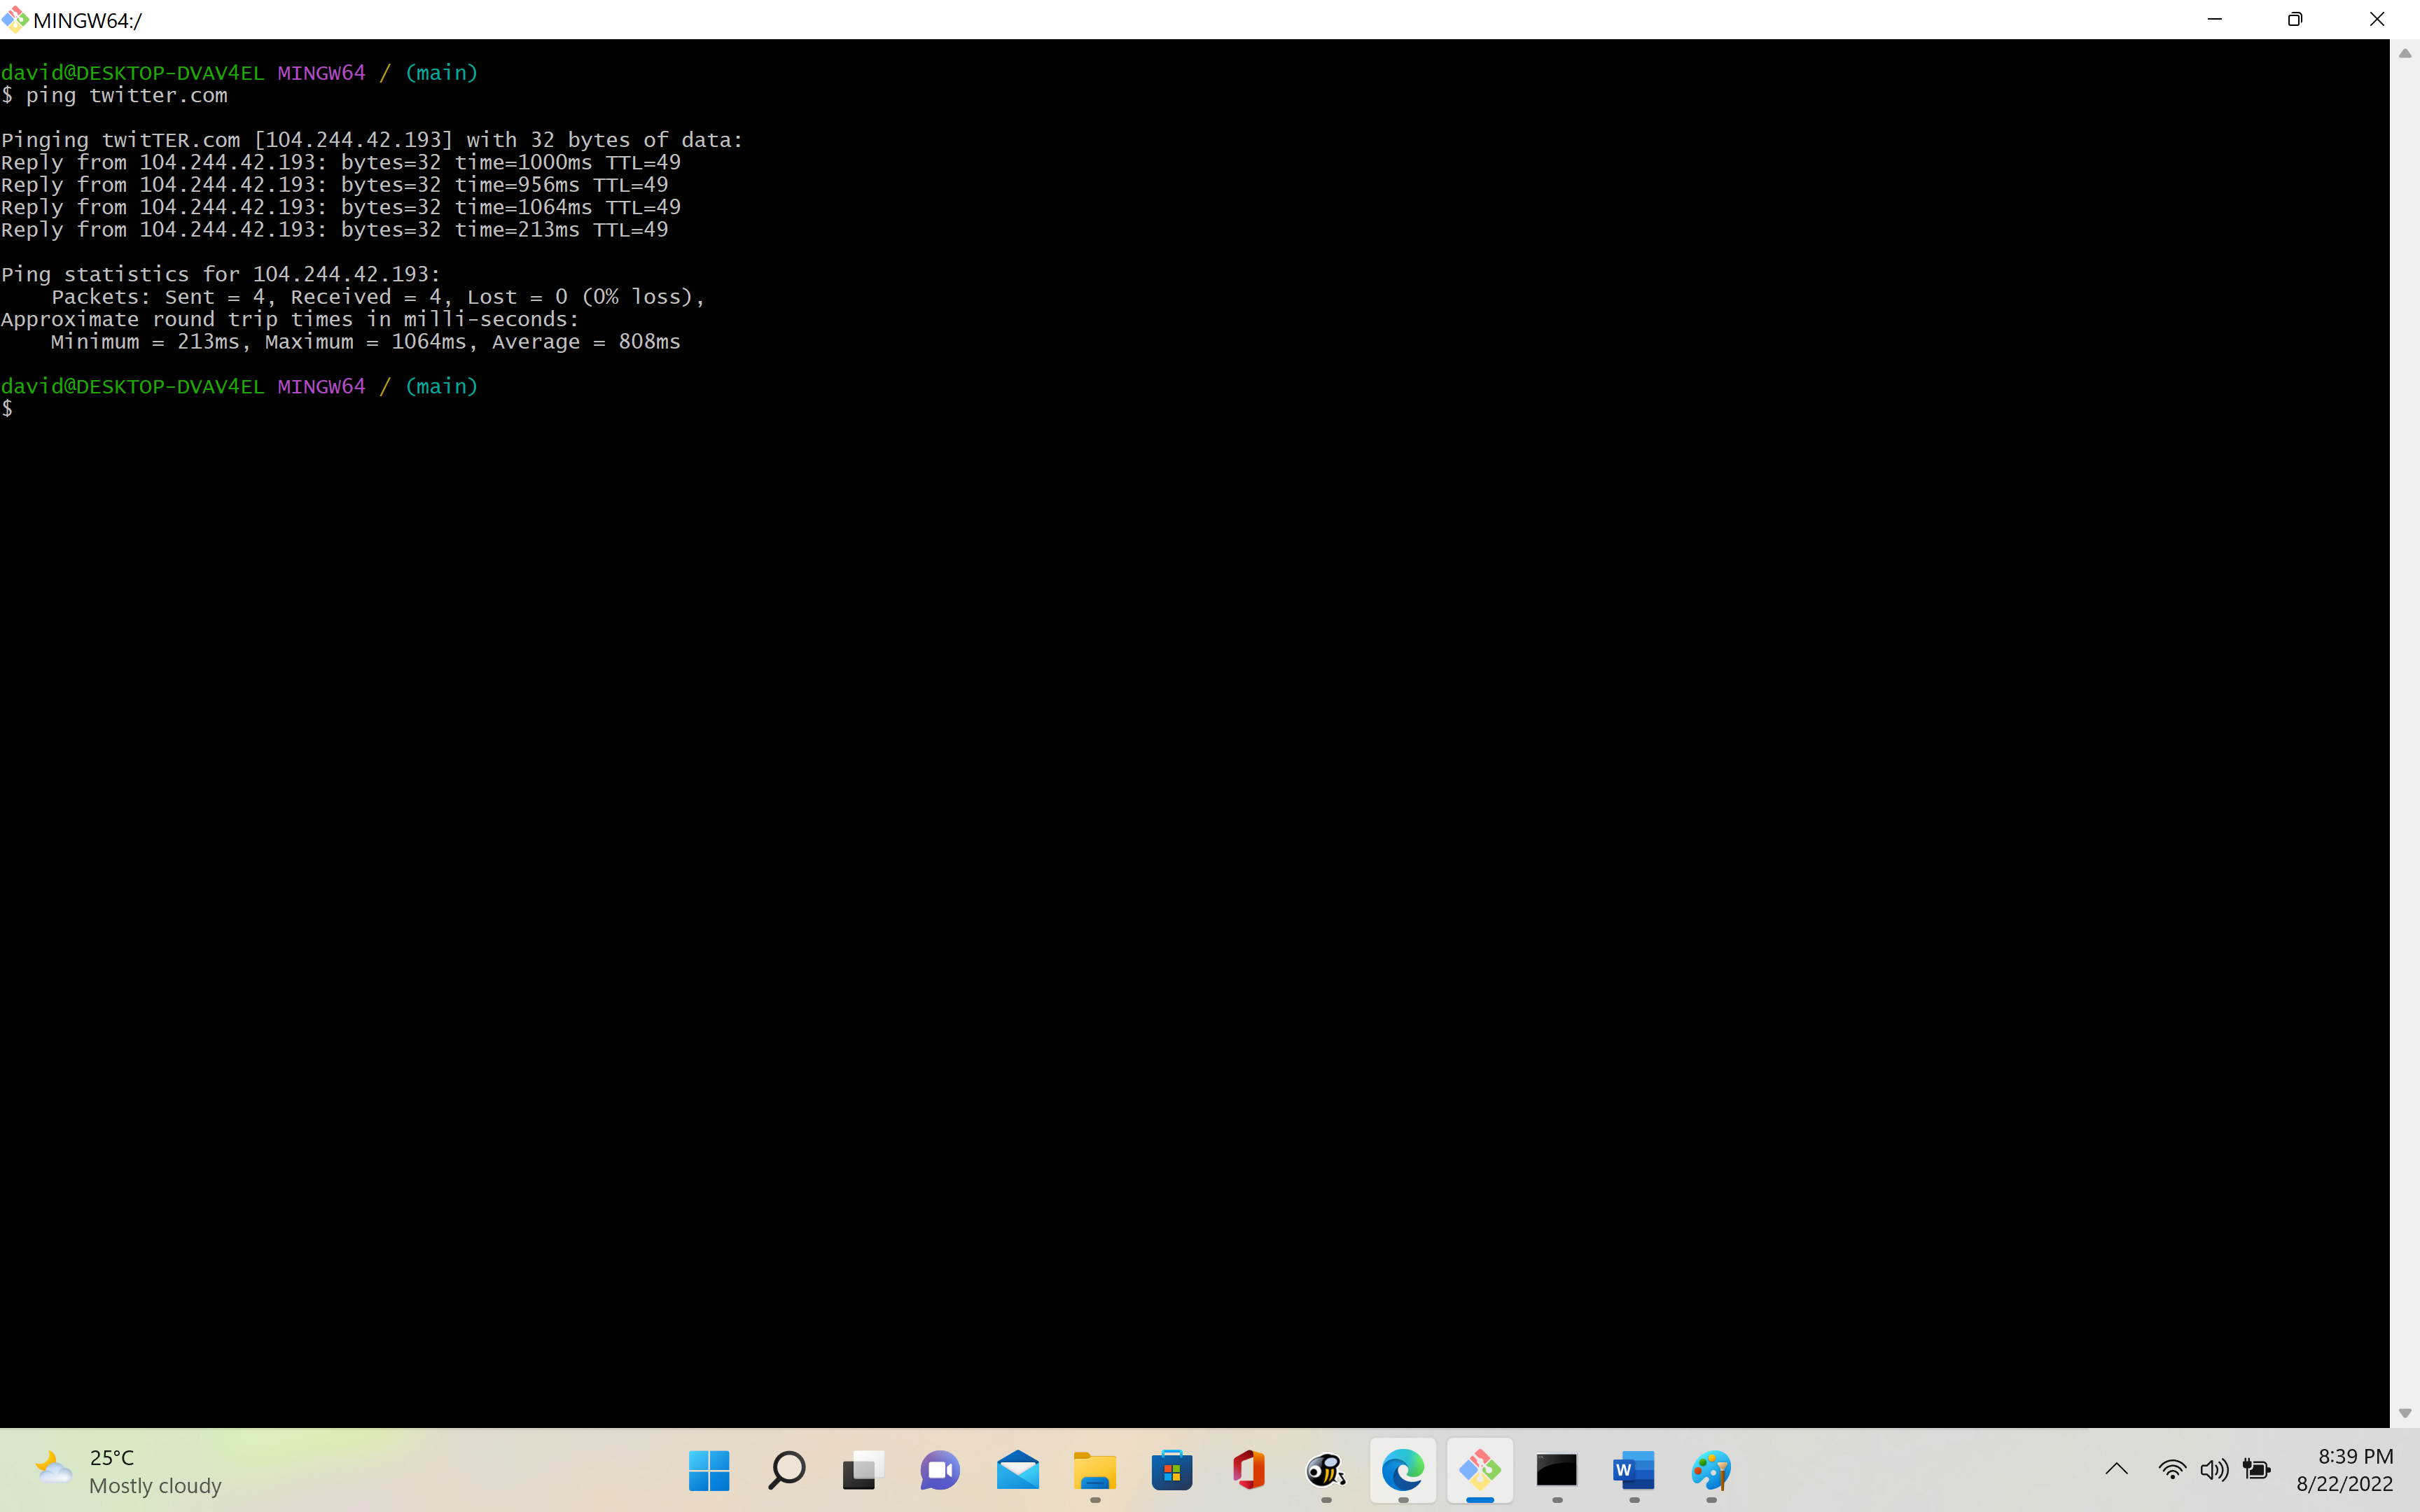 MINGW64:/
david@DESKTOP-DVAV4EL MINGW64 / (main)
$ ping twitter.com
Pinging twitTER.com [104.244.42.193] with 32 bytes of data:
Reply from 104.244.42.193: bytes=32 time=1000ms TTL=49
Reply from 104.244.42.193: bytes=32 time=956ms TTL=49
Reply from 104.244.42.193: bytes=32 time=1064ms TTL=49
Reply from 104.244.42.193: bytes=32 time=213ms TTL=49
Ping statistics for 104.244.42.193:
    Packets: Sent = 4, Received = 4, Lost = 0 (0% loss),
Approximate round trip times in milli-seconds:
    Minimum = 213ms, Maximum = 1064ms, Average = 808ms
david@DESKTOP-DVAV4EL MINGW64 / (main)
$
25°C
Mostly cloudy
W
8:39 PM
8/22/2022